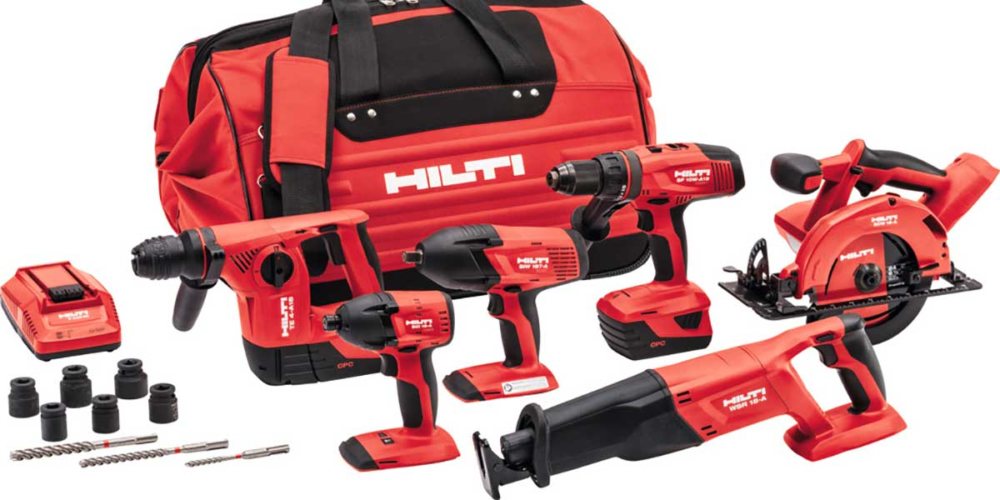 HILTI
HILTI
SF 10W-A18
HILTI
SCW 18-A
HILTI
HILTI
SIW 18T-A
HILTI
TE 4-A18
CPC
HILTI
SID 18-A
CPC
HILTI
HILTI
WSR 18-A